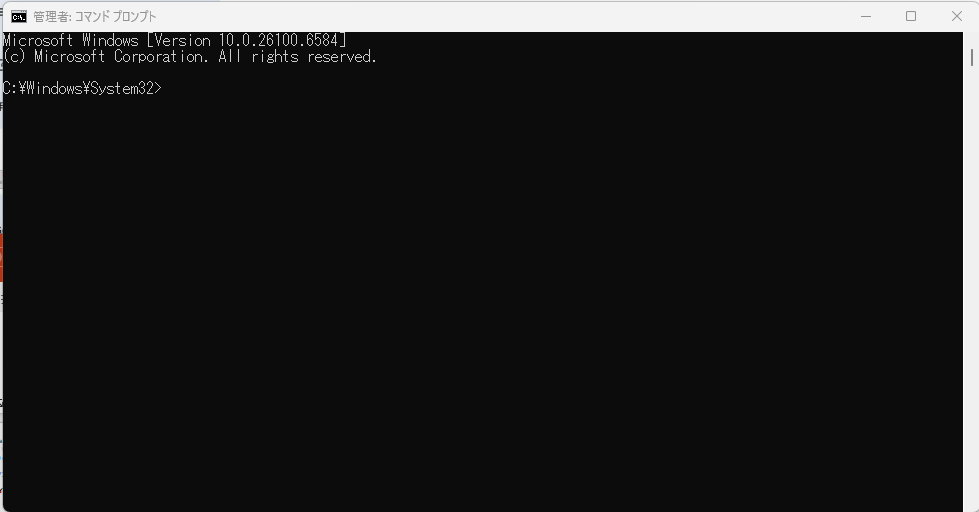 管理者: コマンド プロンプト
Microsoft Windows [Version 10.0.26100.6584]
(c) Microsoft Corporation. All rights reserved.
C:¥Windows¥System32>